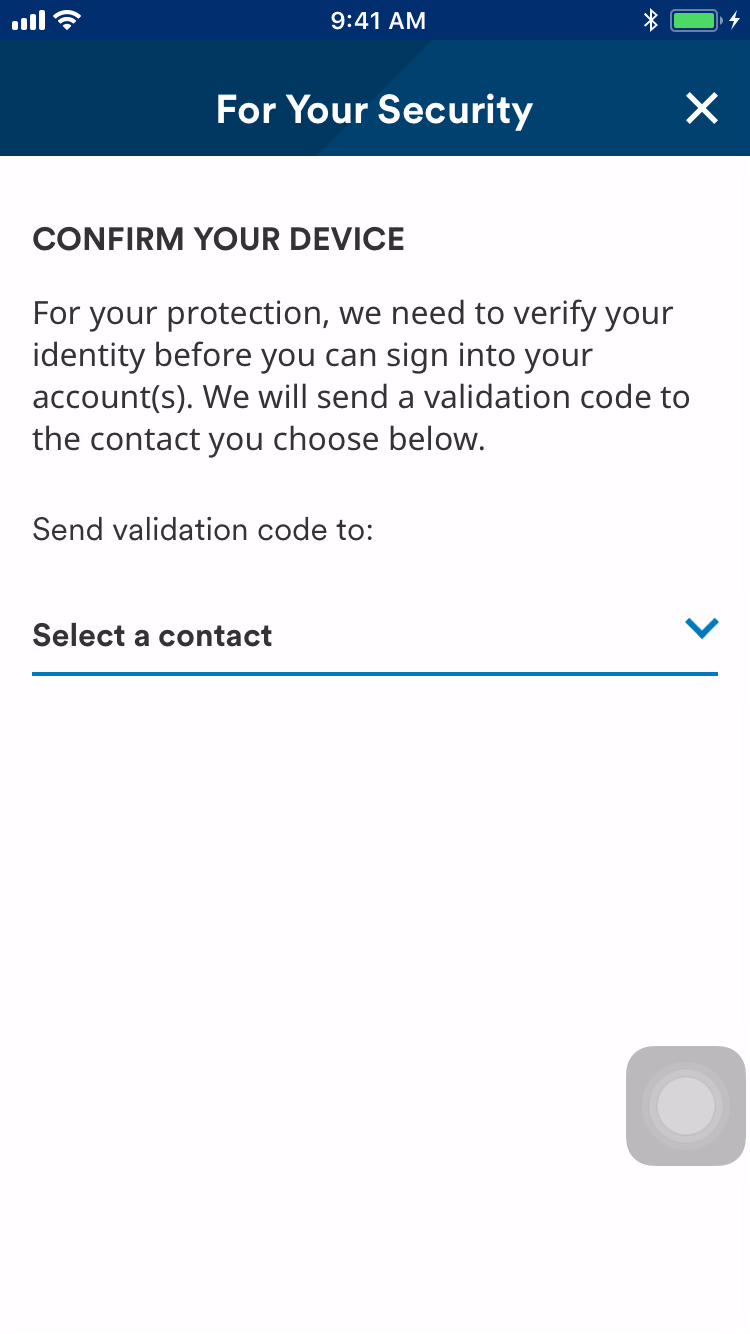 9:41 AM
For Your Security
CONFIRM YOUR DEVICE
For your protection, we need to verify your
identity before you can sign into your
account(s). We will send a validation code to
the contact you choose below.
Send validation code to:
Select a contact